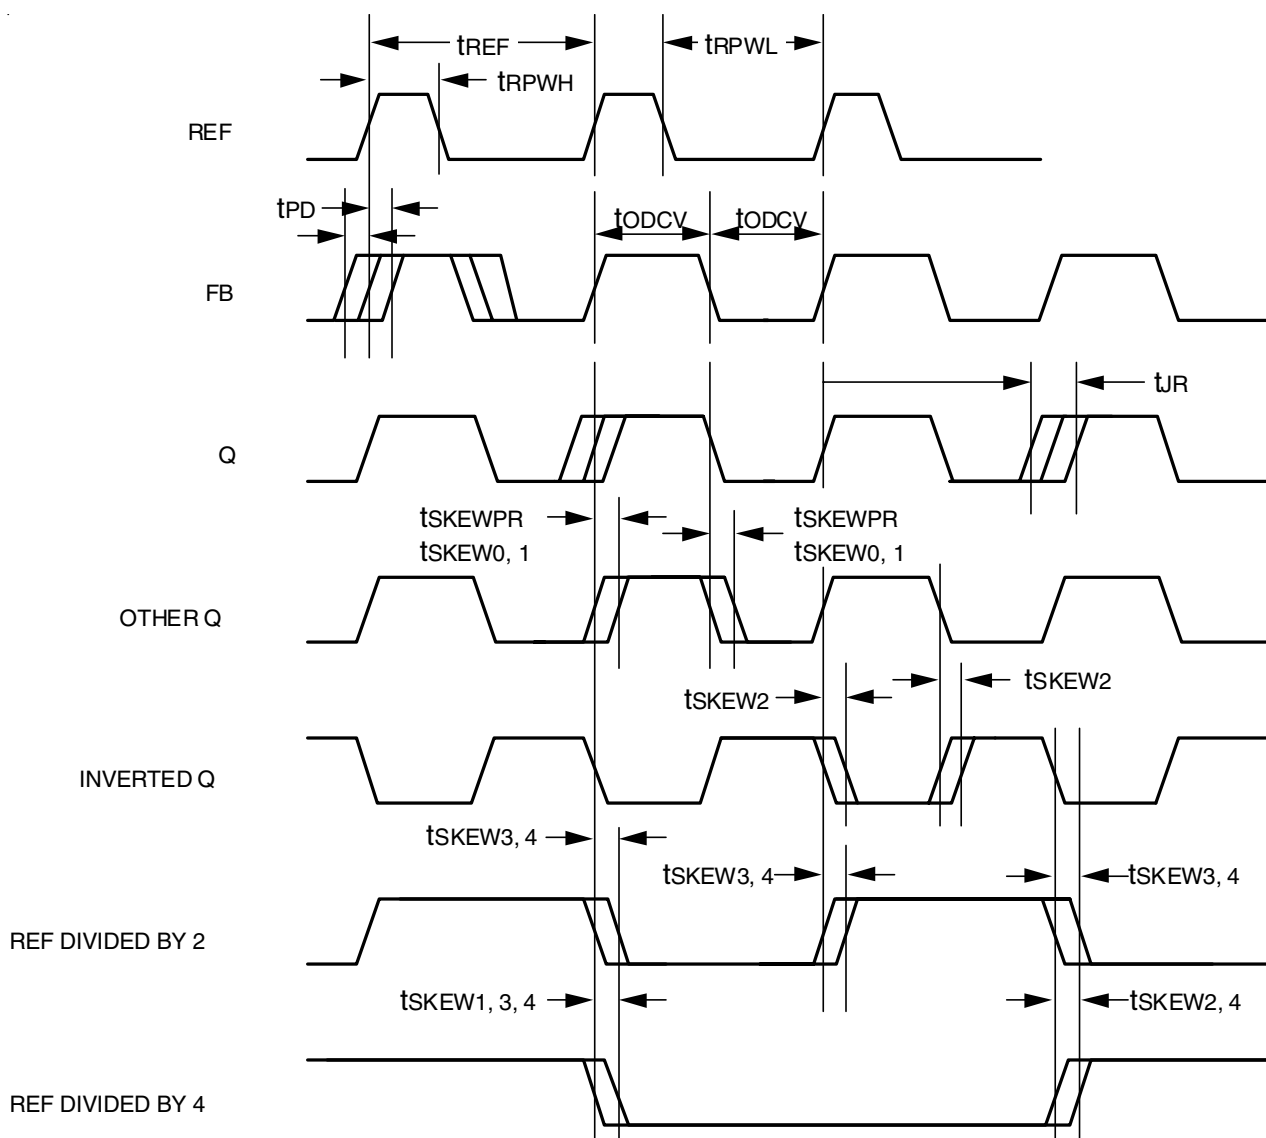 tREF
tRPWL
tRPWH
REF
tPD
tODCV
tODCV
FB
tJR
Q
tSKEWPR
tSKEW0, 1
tSKEWPR
tSKEW0, 1
OTHER Q
tSKEW2
tSKEW2
INVERTED Q
tSKEW3, 4
tSKEW3, 4
tSKEW3, 4
REF DIVIDED BY 2
tSKEW1, 3, 4
tSKEW2, 4
REF DIVIDED BY 4